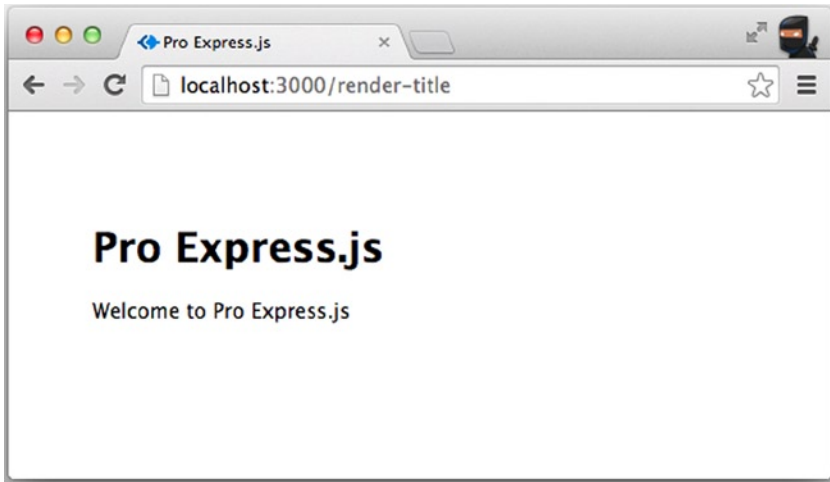 Pro Express.js
localhost:3000/render-title
Pro Express.js
Welcome to Pro Express.js